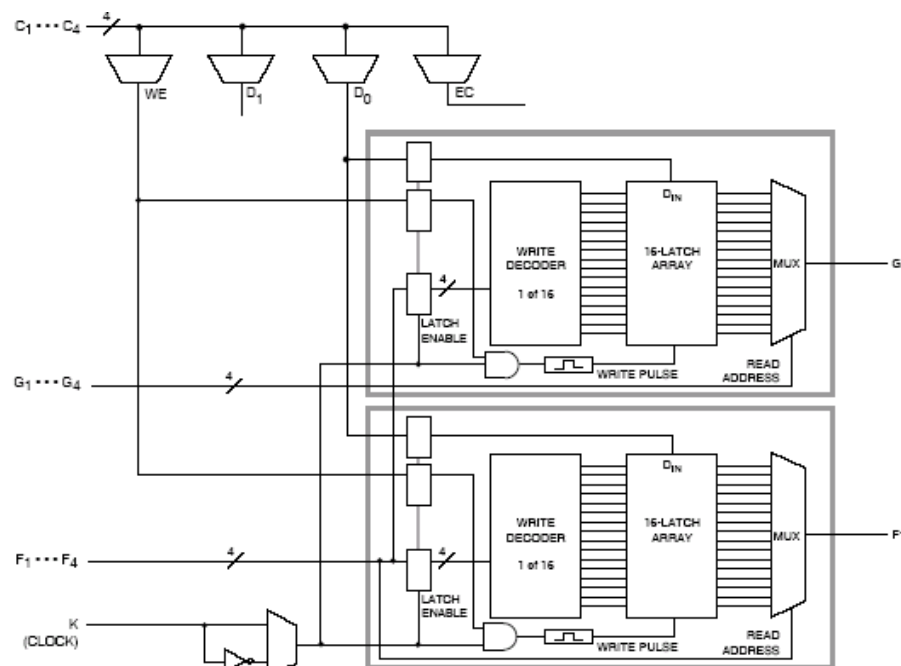 C1 ••• C4
4
WE
D1
D0
EC
DIN
WRITE
DECODER
1 of 16
16-LATCH
ARRAY
MUX
G
4
LATCH
ENABLE
WRITE PULSE
READ
ADDRESS
G1 ••• G4
4
DIN
WRITE
DECODER
1 of 16
16-LATCH
ARRAY
MUX
F1 ••• F4
4
4
LATCH
ENABLE
WRITE PULSE
READ
ADDRESS
K
(CLOCK)